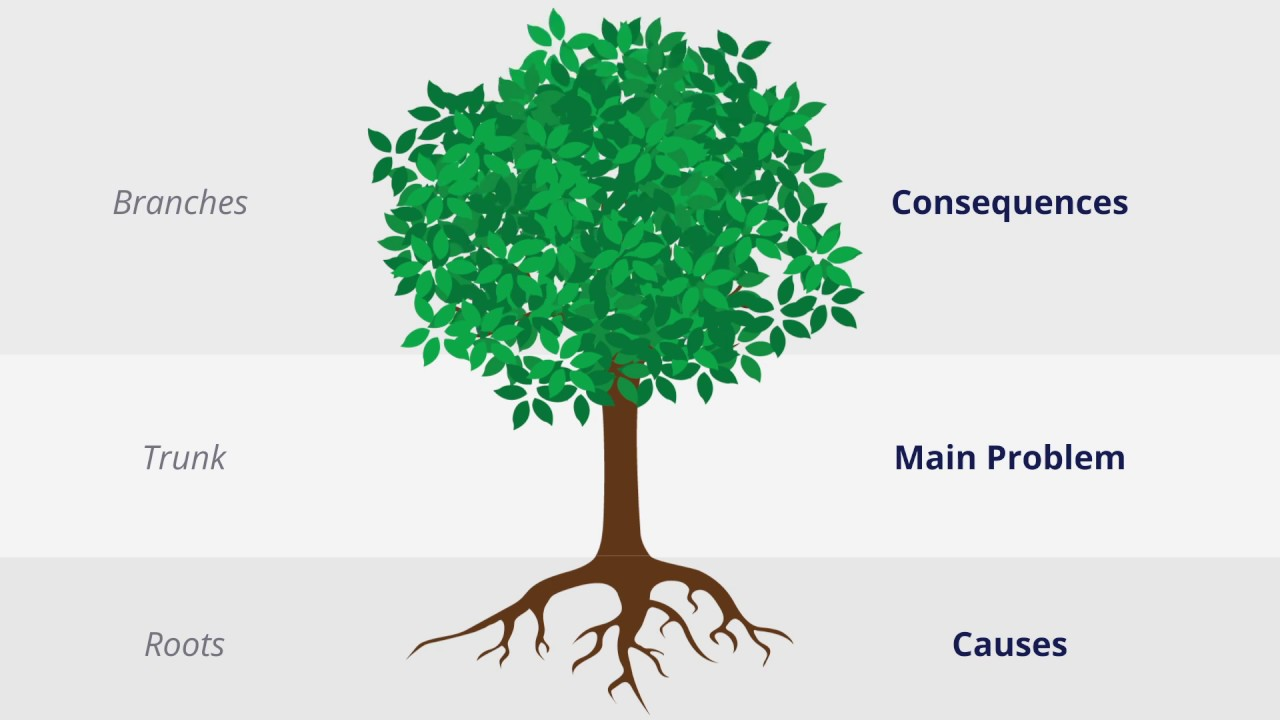 Branches
Consequences
Trunk
Main Problem
Roots
Causes